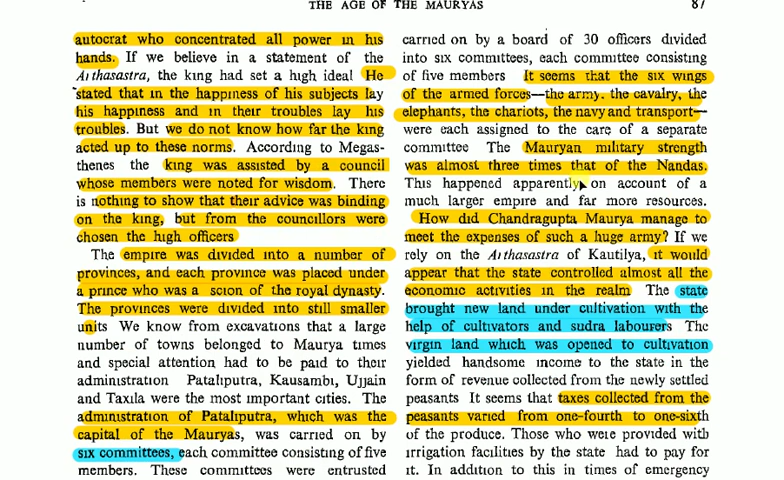 THE AGE OF THE MAURYAS 87
autocrat who concentrated all power in his
hands. If we believe in a statement of the
Arthasastra, the king had set a high ideal He
stated that in the happiness of his subjects lay
his happiness and in their troubles lay his
troubles. But we do not know how far the king
acted up to these norms. According to Megas-
thenes the king was assisted by a council
whose members were noted for wisdom. There
is nothing to show that their advice was binding
on the king, but from the councillors were
chosen the high officers
The empire was divided into a number of
provinces, and each province was placed under
a prince who was a scion of the royal dynasty.
The provinces were divided into still smaller
units We know from excavations that a large
number of towns belonged to Maurya times
and special attention had to be paid to their
administration Pataliputra, Kausambi, Ujjain
and Taxila were the most important cities. The
administration of Pataliputra, which was the
capital of the Mauryas, was carried on by
six committees, each committee consisting of five
members. These committees were entrusted
carried on by a board of 30 officers divided
into six committees, each committee consisting
of five members It seems that the six wings
of the armed forces—the army, the cavalry, the
elephants, the chariots, the navy and transport—
were each assigned to the care of a separate
committee The Mauryan military strength
was almost three times that of the Nandas.
This happened apparently on account of a
much larger empire and far more resources.
How did Chandragupta Maurya manage to
meet the expenses of such a huge army? If we
rely on the Arthasastra of Kautilya, it would
appear that the state controlled almost all the
economic activities in the realm The state
brought new land under cultivation with the
help of cultivators and sudra labourers The
virgin land which was opened to cultivation
yielded handsome income to the state in the
form of revenue collected from the newly settled
peasants It seems that taxes collected from the
peasants varied from one-fourth to one-sixth
of the produce. Those who were provided with
irrigation facilities by the state had to pay for
it. In addition to this in times of emergency